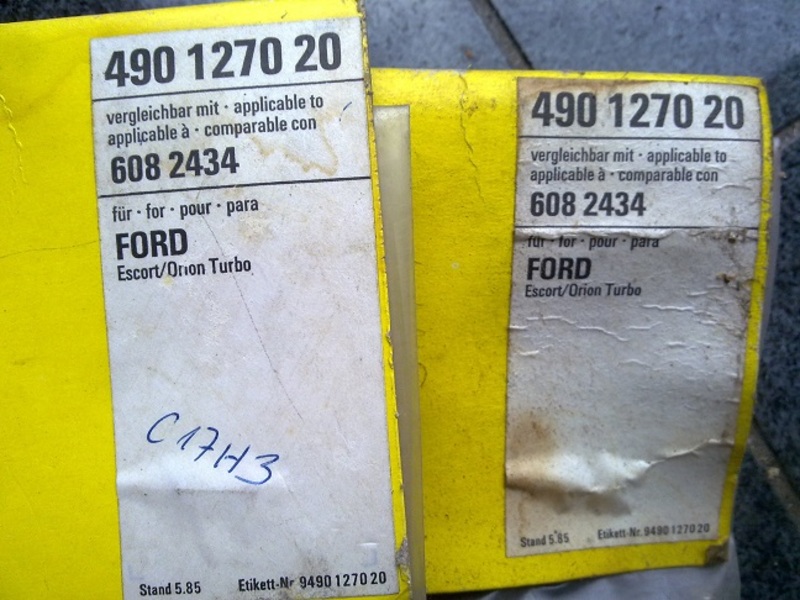 490 1270 20
vergleichbar mit · applicable to
applicable à · comparable con
608 2434
für · for · pour · para
FORD
Escort/Orion Turbo
C17H3
Stand 5.85 Etikett-Nr. 9490 1270 20
490 1270 20
vergleichbar mit · applicable to
applicable à · comparable con
608 2434
für · for · pour · para
FORD
Escort/Orion Turbo
Stand 5.85 Etikett-Nr. 9490 1270 20